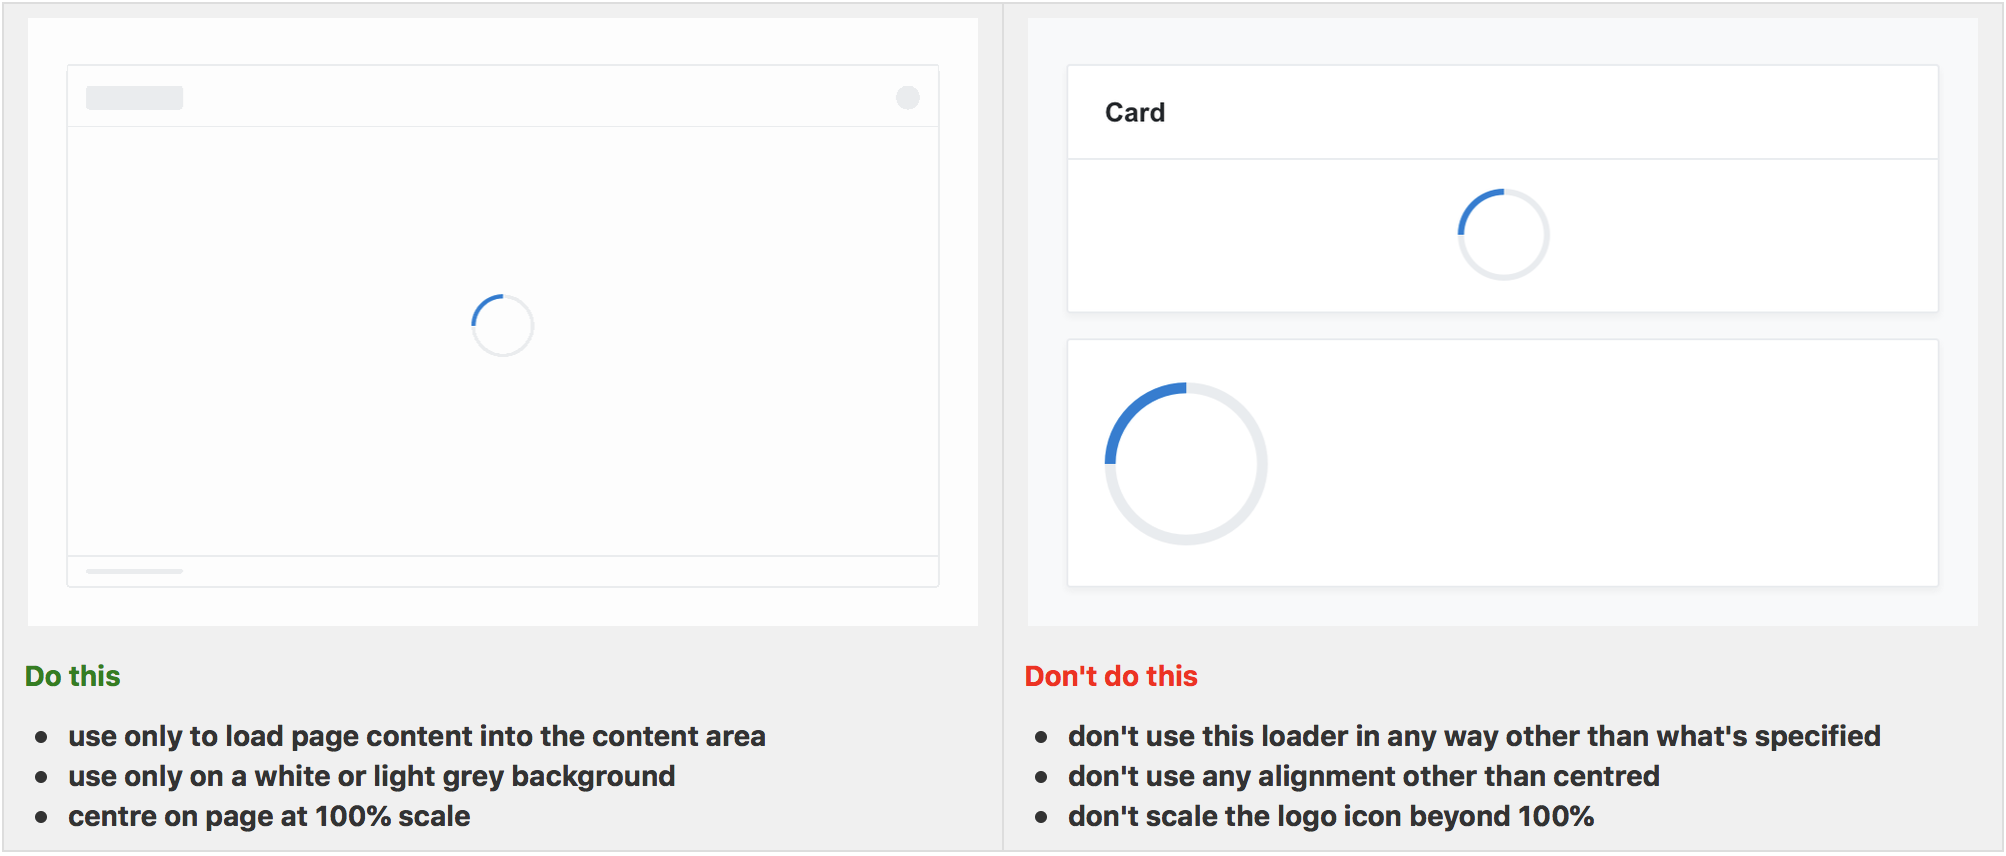 Card
Do this
use only to load page content into the content area
use only on a white or light grey background
centre on page at 100% scale
Don't do this
don't use this loader in any way other than what's specified
don't use any alignment other than centred
don't scale the logo icon beyond 100%